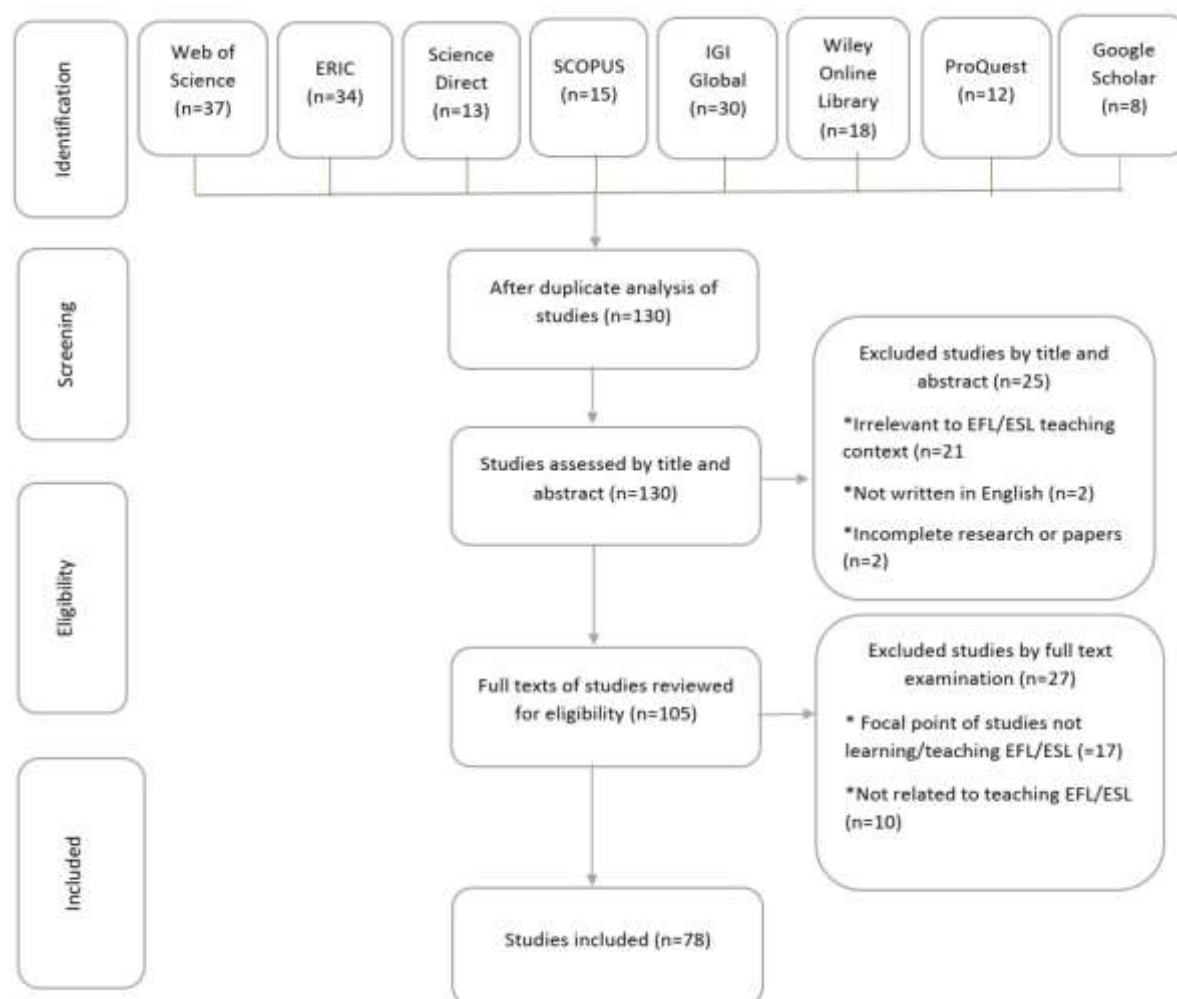 Identification
Web of
Science
(n=37)
ERIC
(n=34)
Science
Direct
(n=13)
SCOPUS
(n=15)
IGI
Global
(n=30)
Wiley
Online
Library
(n=18)
ProQuest
(n=12)
Google
Scholar
(n=8)
Screening
After duplicate analysis of
studies (n=130)
Studies assessed by title and
abstract (n=130)
Excluded studies by title and
abstract (n=25)
*Irrelevant to EFL/ESL teaching
context (n=21
*Not written in English (n=2)
*Incomplete research or papers
(n=2)
Eligibility
Full texts of studies reviewed
for eligibility (n=105)
Excluded studies by full text
examination (n=27)
* Focal point of studies not
learning/teaching EFL/ESL (=17)
*Not related to teaching EFL/ESL
(n=10)
Included
Studies included (n=78)